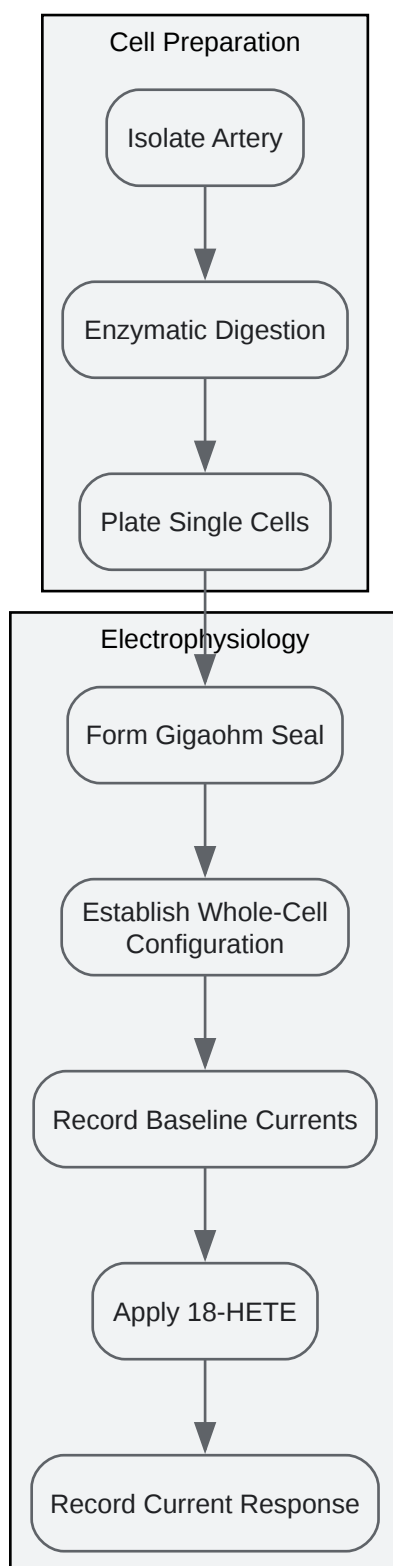 Cell Preparation
Isolate Artery
Enzymatic Digestion
Plate Single Cells
Electrophysiology
Form Gigaohm Seal
Establish Whole-Cell
Configuration
Record Baseline Currents
Apply 18-HETE
Record Current Response